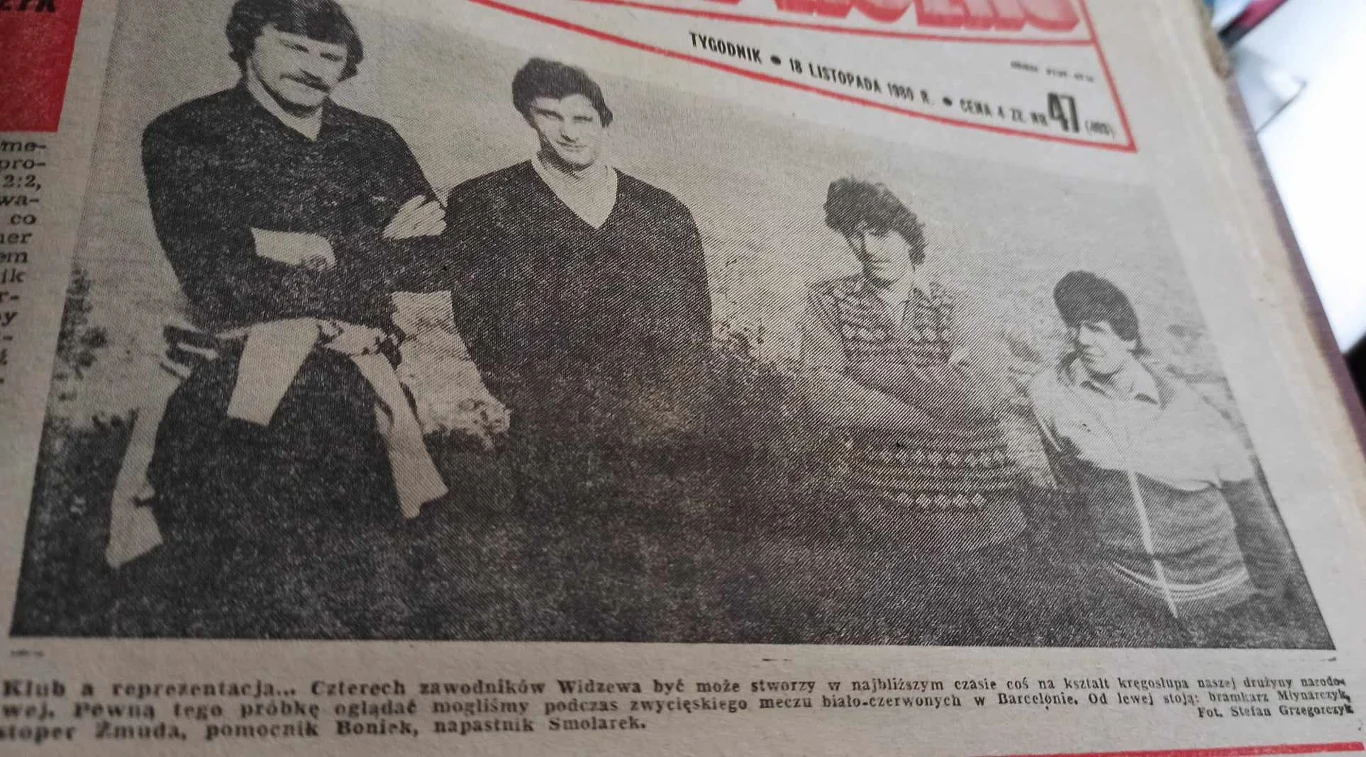 TYGODNIK • 18 LISTOPADA 1980 R. • CENA 4 ZŁ. NR 47
me-
pro-
2:2,
wa-
co
ner
em
ik
r-
y
Klub a reprezentacja... Czterech zawodników Widzewa być może stworzy w najbliższym czasie coś na kształt kręgosłupa naszej drużyny narodo-
wej. Pewną tego próbkę oglądać mogliśmy podczas zwycięskiego meczu biało-czerwonych w Barcelonie. Od lewej stoją: bramkarz Młynarczyk,
stoper Żmuda, pomocnik Boniek, napastnik Smolarek.
Fot. Stefan Grzegorczyk